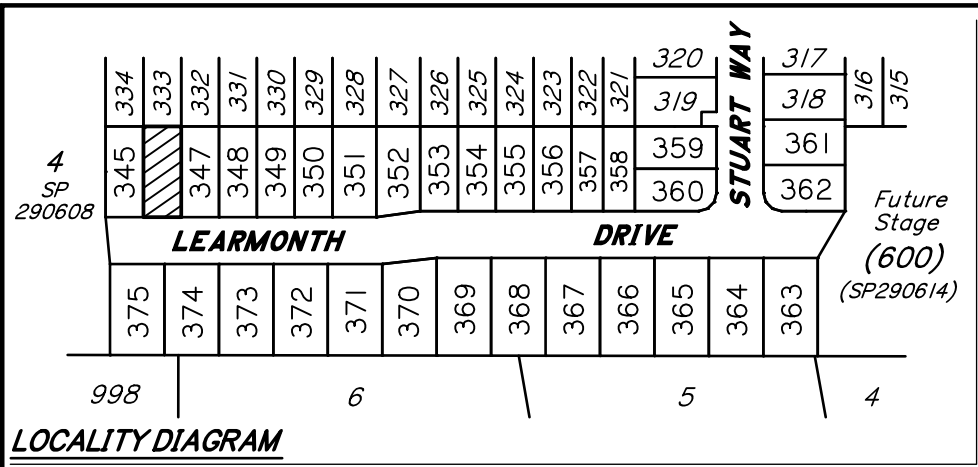 334 333 332 331 330 329 328 327 326 325 324 323 322 321 320 317 316 315
319 318
STUART WAY
4
SP
290608
345 347 348 349 350 351 352 353 354 355 356 357 358 359 361
360 362
Future
Stage
(600)
(SP290614)
LEARMONTH DRIVE
375 374 373 372 371 370 369 368 367 366 365 364 363
998 6 5 4
LOCALITY DIAGRAM